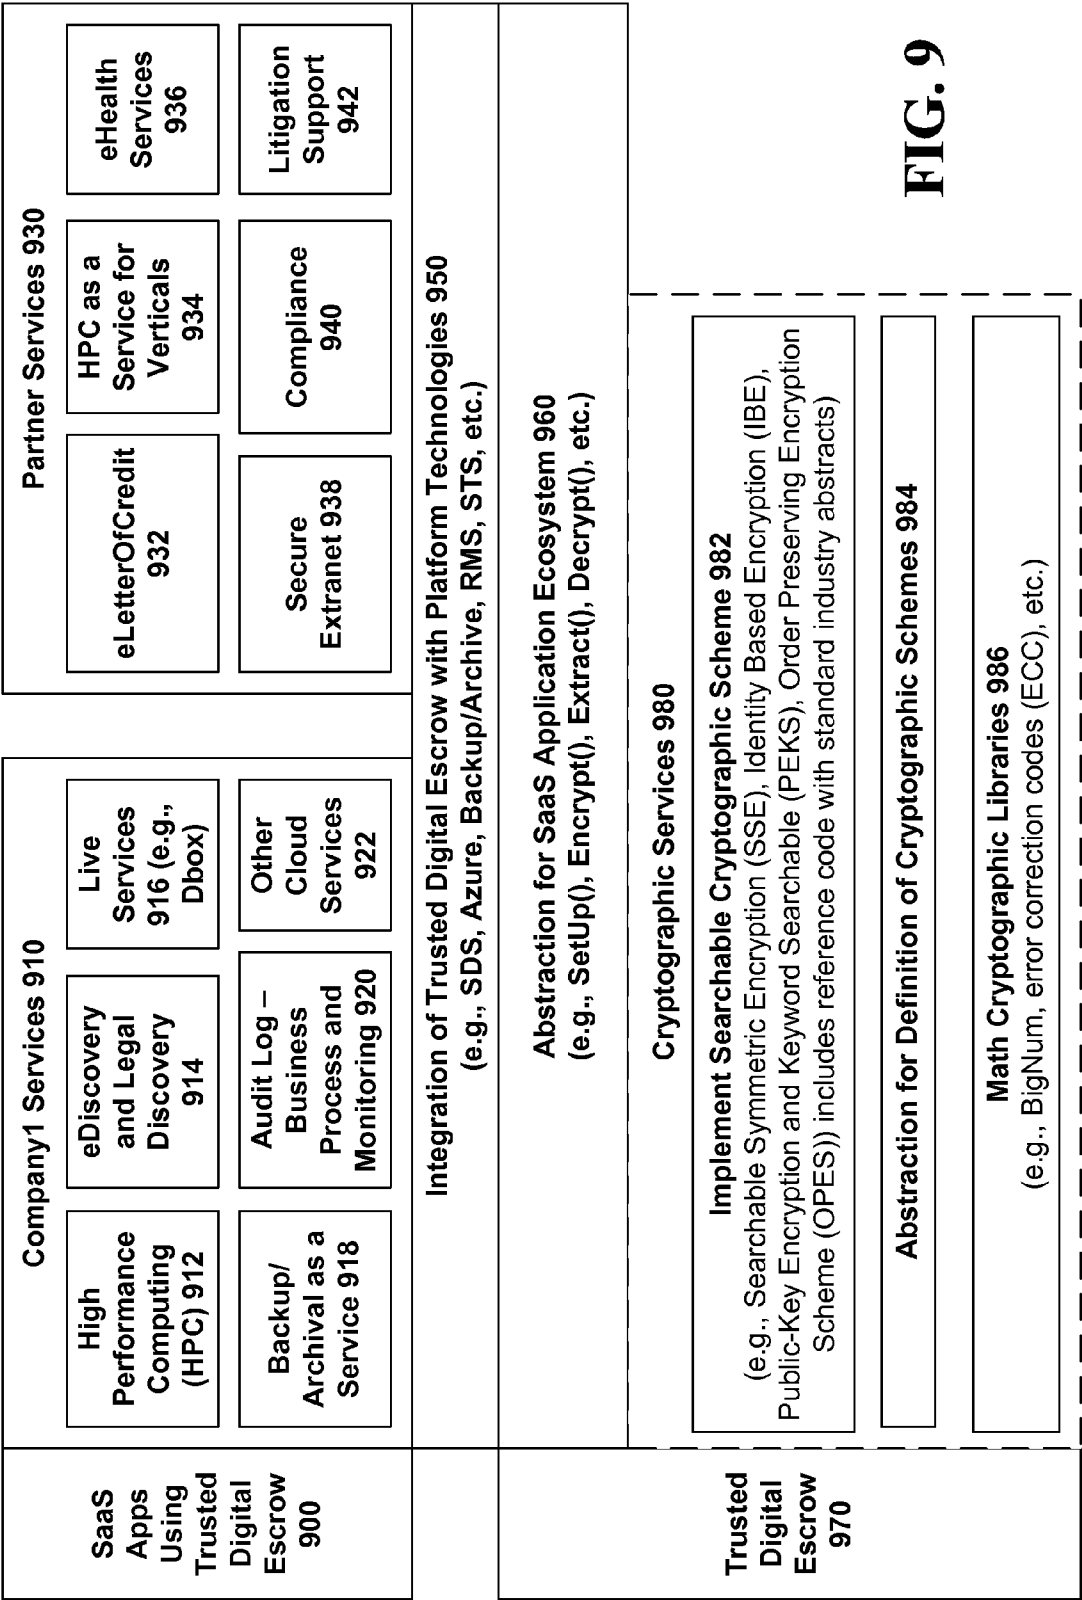 SaaS
Apps
Using
Trusted
Digital
Escrow
900
Company1 Services 910
High
Performance
Computing
(HPC) 912
eDiscovery
and Legal
Discovery
914
Live
Services
916 (e.g.,
Dbox)
Backup/
Archival as a
Service 918
Audit Log –
Business
Process and
Monitoring 920
Other
Cloud
Services
922
Partner Services 930
eLetterOfCredit
932
HPC as a
Service for
Verticals
934
eHealth
Services
936
Secure
Extranet 938
Compliance
940
Litigation
Support
942
Integration of Trusted Digital Escrow with Platform Technologies 950
(e.g., SDS, Azure, Backup/Archive, RMS, STS, etc.)
Trusted
Digital
Escrow
970
Abstraction for SaaS Application Ecosystem 960
(e.g., SetUp(), Encrypt(), Extract(), Decrypt(), etc.)
Cryptographic Services 980
Implement Searchable Cryptographic Scheme 982
(e.g., Searchable Symmetric Encryption (SSE), Identity Based Encryption (IBE),
Public-Key Encryption and Keyword Searchable (PEKS), Order Preserving Encryption
Scheme (OPES)) includes reference code with standard industry abstracts)
Abstraction for Definition of Cryptographic Schemes 984
Math Cryptographic Libraries 986
(e.g., BigNum, error correction codes (ECC), etc.)
FIG. 9